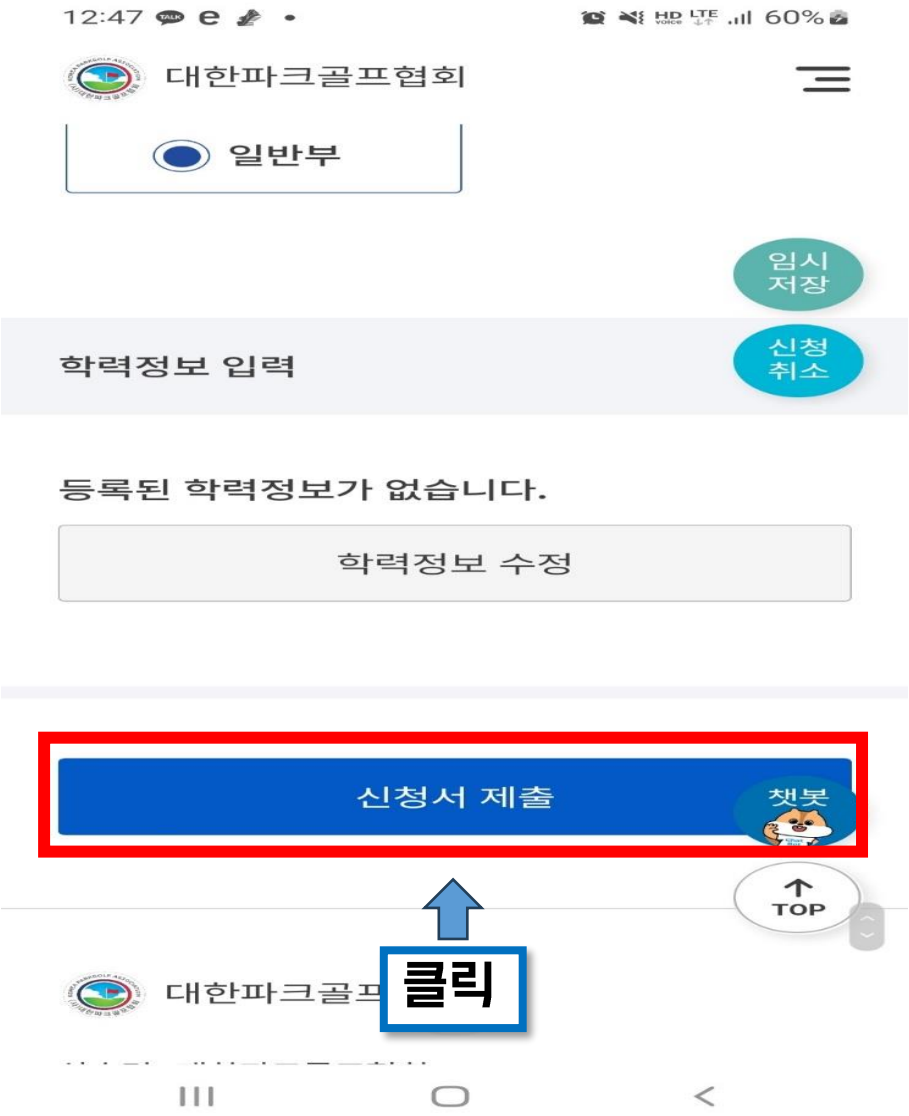 12:47
HD voice LTE 60%
대한파크골프협회
일반부
임시
저장
학력정보 입력
신청
취소
등록된 학력정보가 없습니다.
학력정보 수정
신청서 제출
챗봇
TOP
클릭
대한파크골프